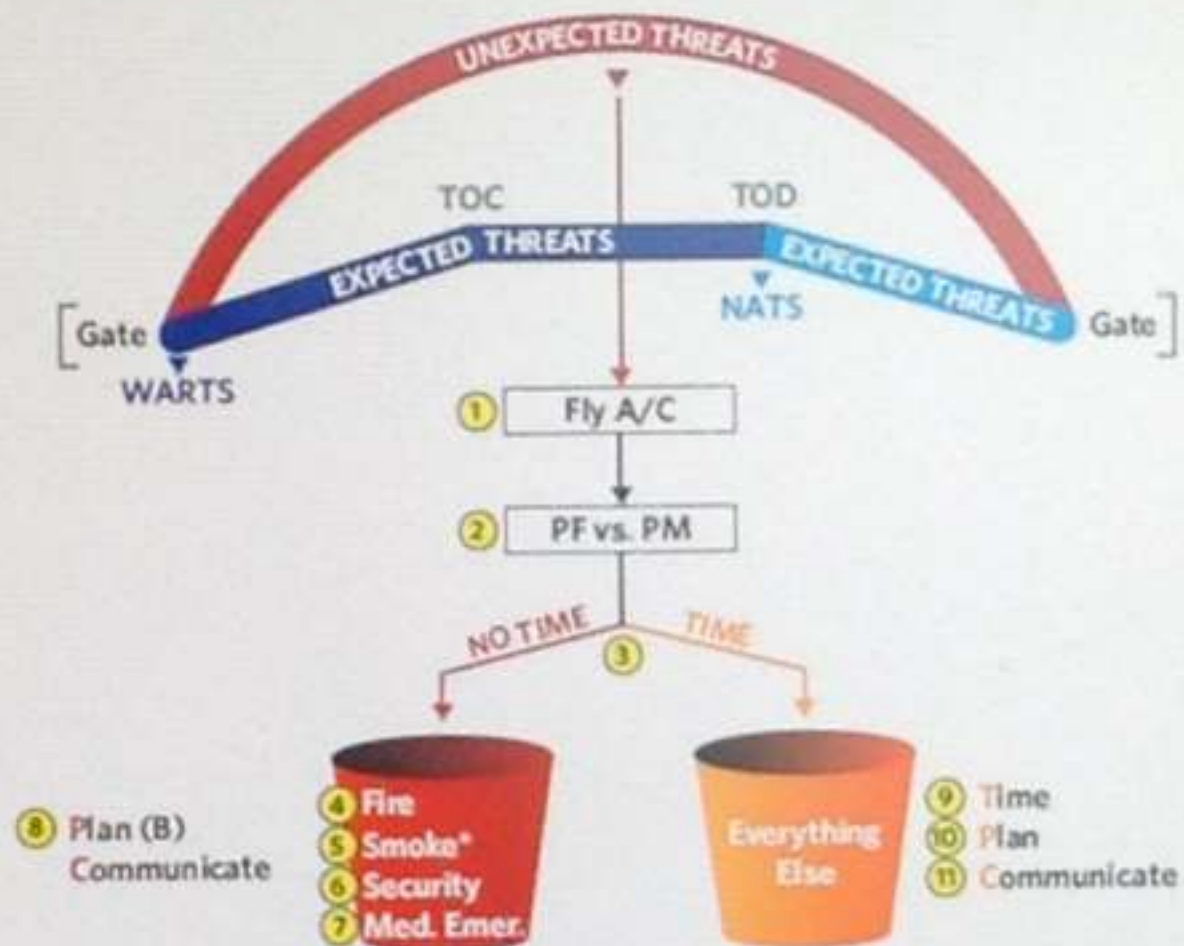 UNEXPECTED THREATS
TOC
TOD
EXPECTED THREATS
EXPECTED THREATS
[Gate
Gate]
WARTS
NATS
1 Fly A/C
2 PF vs. PM
NO TIME
TIME
3
8 Plan (B)
Communicate
4 Fire
5 Smoke*
6 Security
7 Med. Emer.
Everything
Else
9 Time
10 Plan
11 Communicate